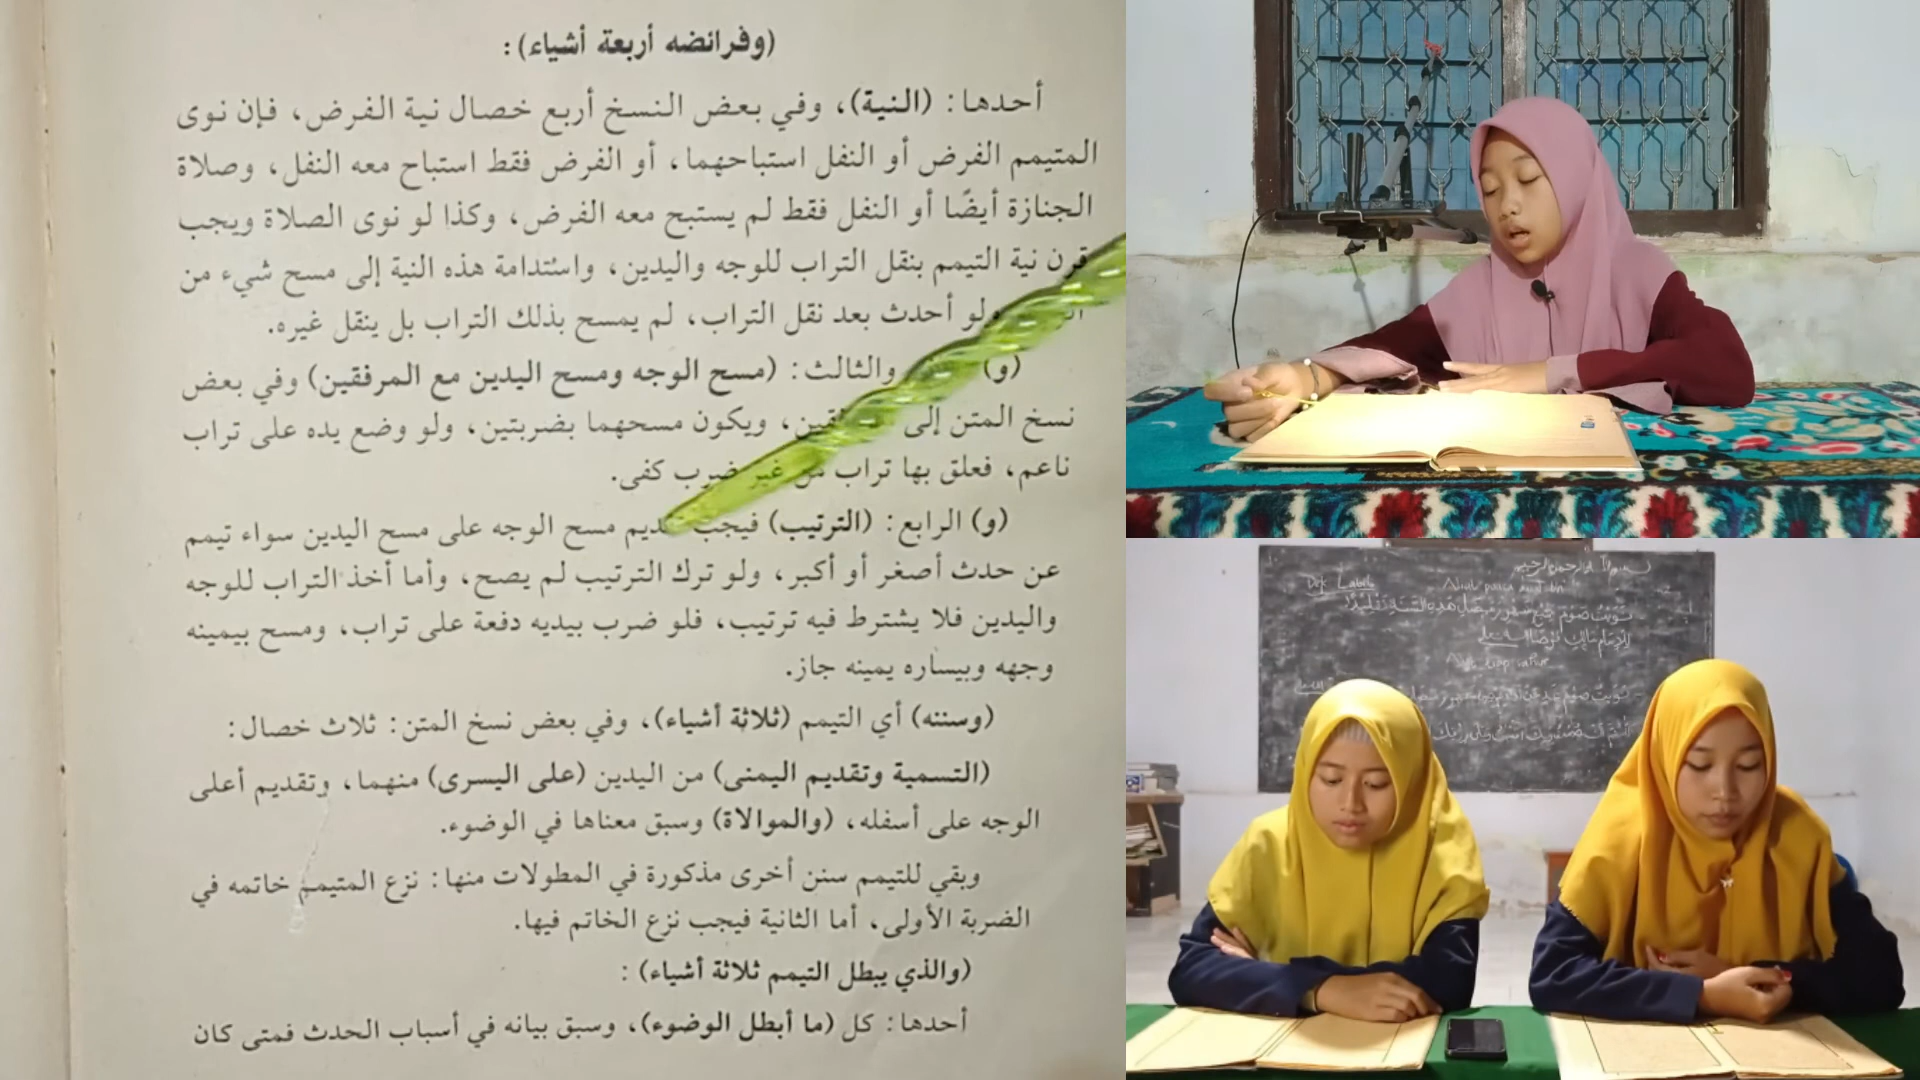 (وفرائضه أربعة أشياء):
أحدها: (النية)، وفي بعض النسخ أربع خصال نية الفرض، فإن نوى
المتيمم الفرض أو النفل استباحهما، أو الفرض فقط استباح معه النفل، وصلاة
الجنازة أيضًا أو النفل فقط لم يستبح معه الفرض، وكذا لو نوى الصلاة ويجب
قرن نية التيمم بنقل التراب للوجه واليدين، واستدامة هذه النية إلى مسح شيء من
ولو أحدث بعد نقل التراب، لم يمسح بذلك التراب بل ينقل غيره.
(و) والثالث: (مسح الوجه ومسح اليدين مع المرفقين) وفي بعض
نسخ المتن إلى ويكون مسحهما بضربتين، ولو وضع يده على تراب
ناعم، فعلق بها تراب من غير ضرب كفى.
(و) الرابع: (الترتيب) فيجب تقديم مسح الوجه على مسح اليدين سواء تيمم
عن حدث أصغر أو أكبر، ولو ترك الترتيب لم يصح، وأما أخذ التراب للوجه
واليدين فلا يشترط فيه ترتيب، فلو ضرب بيديه دفعة على تراب، ومسح بيمينه
وجهه وبيساره يمينه جاز.
(وسننه) أي التيمم (ثلاثة أشياء)، وفي بعض نسخ المتن: ثلاث خصال:
(التسمية وتقديم اليمنى) من اليدين (على اليسرى) منهما، وتقديم أعلى
الوجه على أسفله، (والموالاة) وسبق معناها في الوضوء.
وبقي للتيمم سنن أخرى مذكورة في المطولات منها: نزع المتيمم خاتمه في
الضربة الأولى، أما الثانية فيجب نزع الخاتم فيها.
(والذي يبطل التيمم ثلاثة أشياء) :
أحدها: كل (ما أبطل الوضوء)، وسبق بيانه في أسباب الحدث فمتى كان
بسم الله الرحمن الرحيم